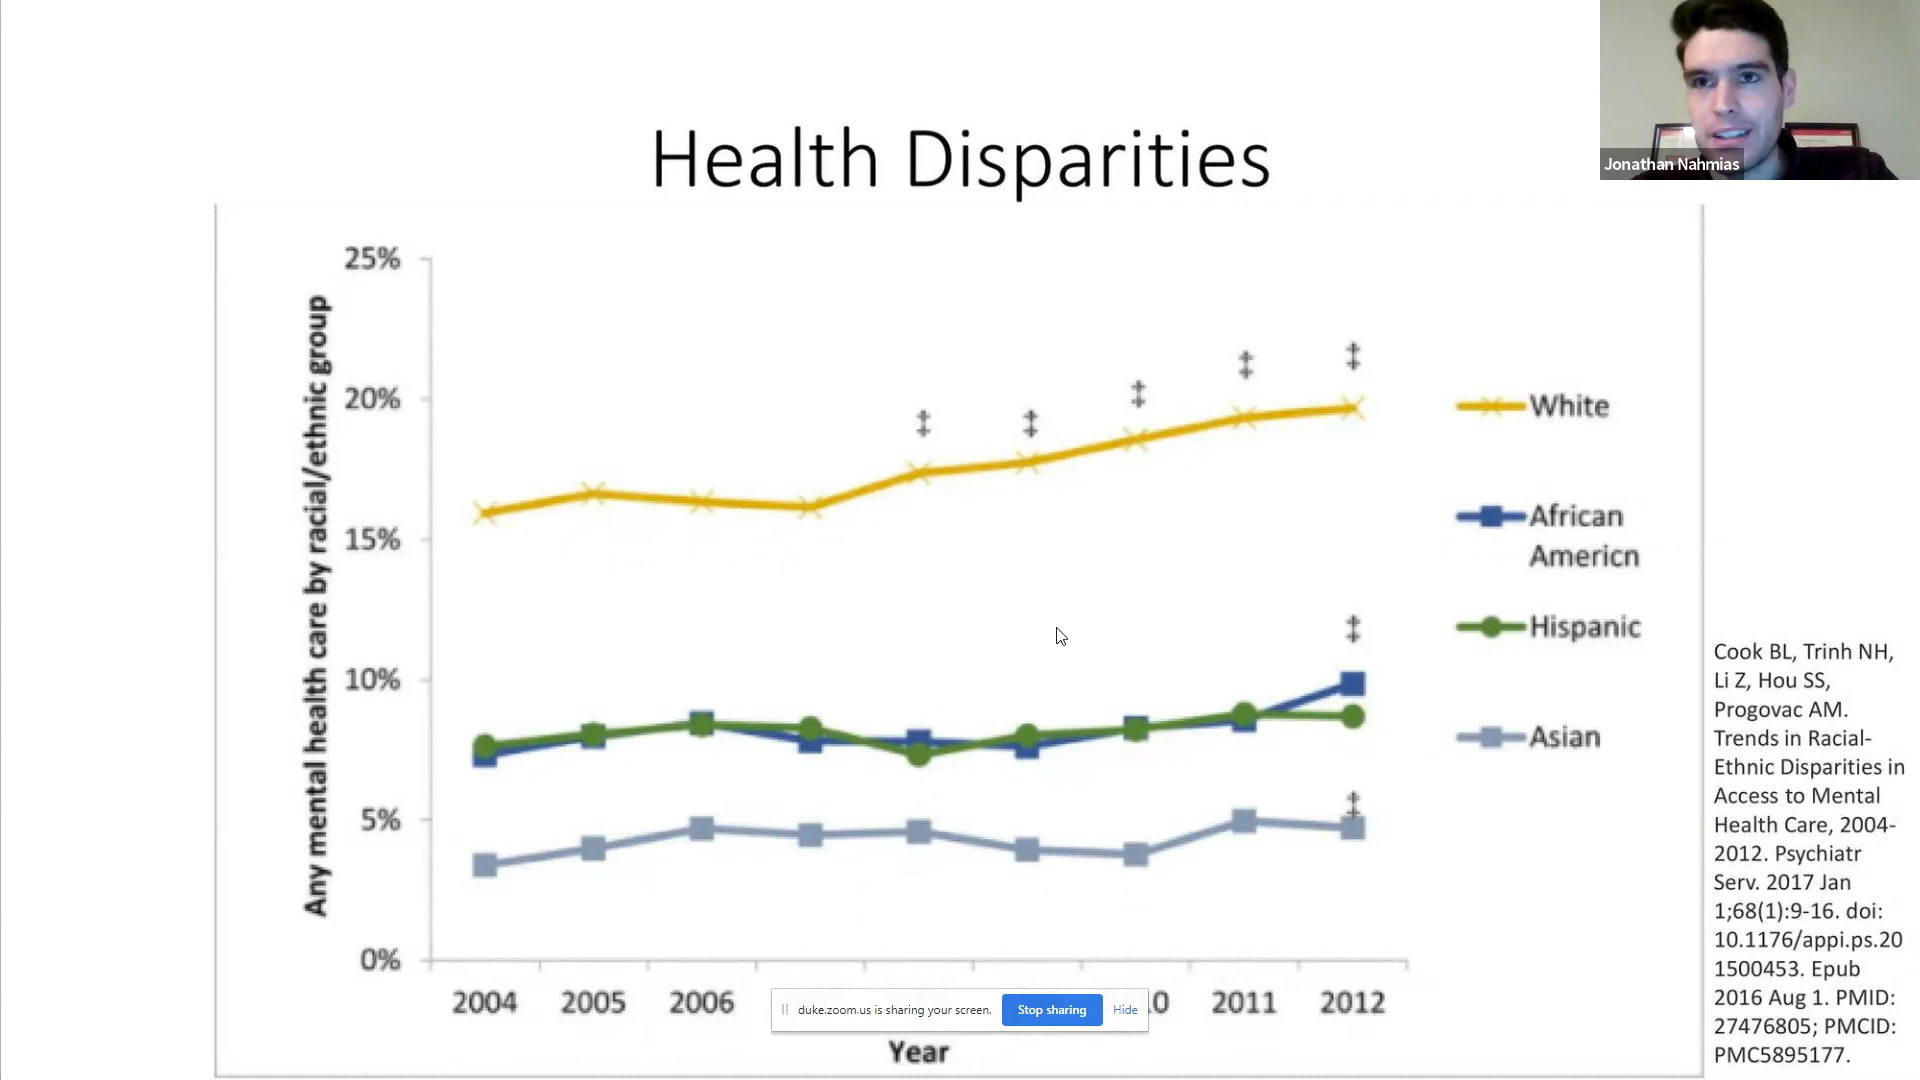 Jonathan Nahmias
Health Disparities
Any mental health care by racial/ethnic group
25%
20%
15%
10%
5%
0%
‡
‡
‡
‡
‡
‡
‡
White
African
Americn
Hispanic
Asian
2004
2005
2006
10
2011
2012
Year
duke.zoom.us is sharing your screen.
Stop sharing
Hide
Cook BL, Trinh NH,
Li Z, Hou SS,
Progovac AM.
Trends in Racial-
Ethnic Disparities in
Access to Mental
Health Care, 2004-
2012. Psychiatr
Serv. 2017 Jan
1;68(1):9-16. doi:
10.1176/appi.ps.20
1500453. Epub
2016 Aug 1. PMID:
27476805; PMCID:
PMC5895177.